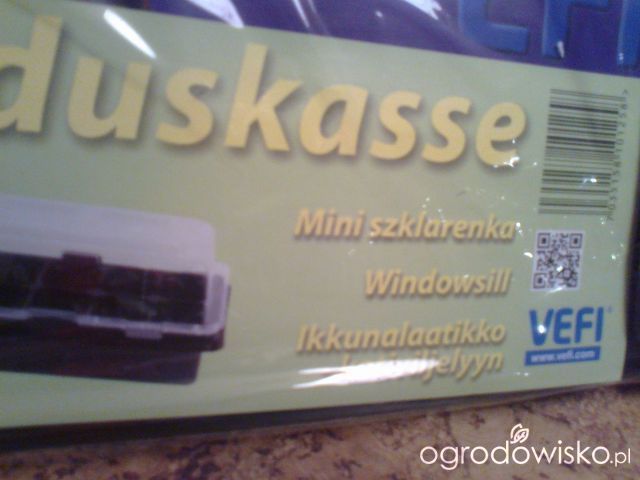 duskasse
Mini szklarenka
Windowsill
Ikkunalaatikko
VEFI
www.vefi.com
ogrodowisko.pl